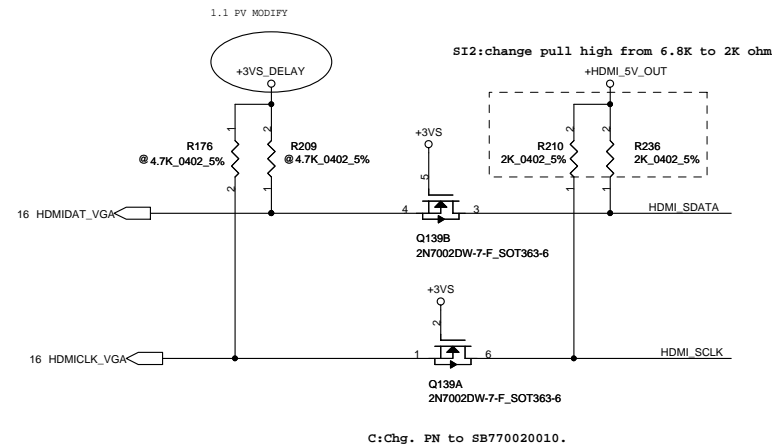 1.1 PV MODIFY
SI2:change pull high from 6.8K to 2K ohm
+3VS_DELAY
+HDMI_5V_OUT
+3VS
1
2
R176
@ 4.7K_0402_5%
2
R209
@ 4.7K_0402_5%
1
2
R210
2K_0402_5%
1
2
R236
2K_0402_5%
1
5
16 HDMIDAT_VGA
4
3
HDMI_SDATA
Q139B
2N7002DW-7-F_SOT363-6
+3VS
2
16 HDMICLK_VGA
1
6
HDMI_SCLK
Q139A
2N7002DW-7-F_SOT363-6
C:Chg. PN to SB770020010.